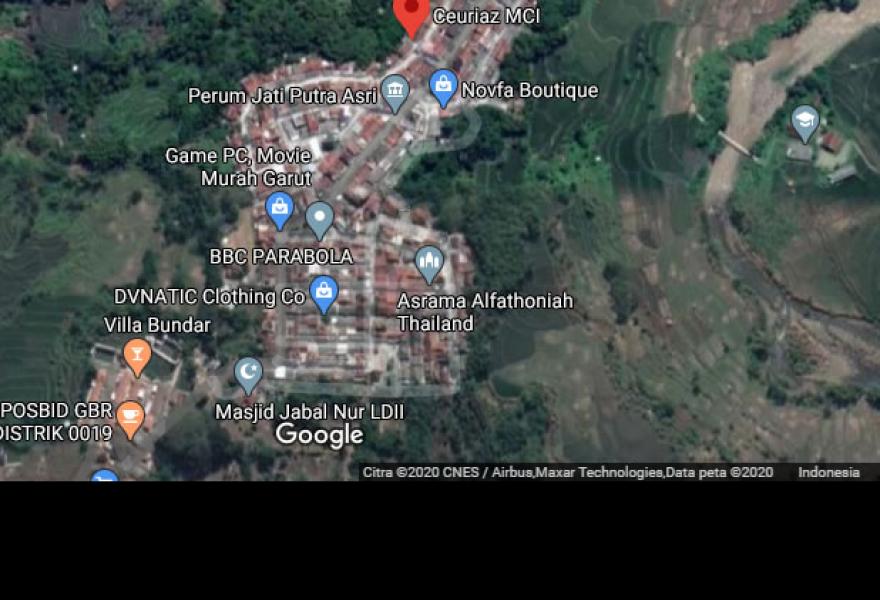 Ceuriaz MCI
Perum Jati Putra Asri
Novfa Boutique
Game PC, Movie
Murah Garut
BBC PARABOLA
DVNATIC Clothing Co
Asrama Alfathoniah
Thailand
Villa Bundar
POSBID GBR
DISTRIK 0019
Masjid Jabal Nur LDII
Google
Citra ©2020 CNES / Airbus,Maxar Technologies,Data peta ©2020 Indonesia